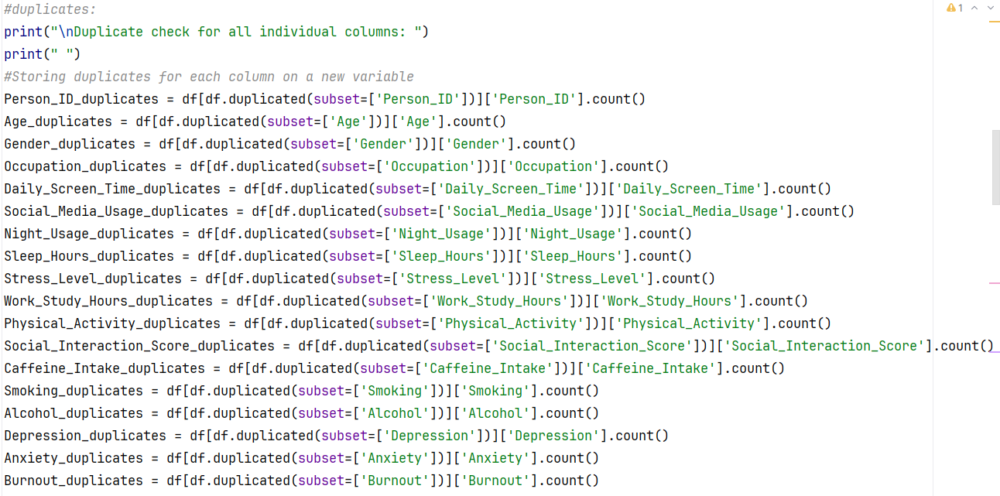 #duplicates:
1
print("\nDuplicate check for all individual columns: ")
print(" ")
#Storing duplicates for each column on a new variable
Person_ID_duplicates = df[df.duplicated(subset=['Person_ID'])]['Person_ID'].count()
Age_duplicates = df[df.duplicated(subset=['Age'])]['Age'].count()
Gender_duplicates = df[df.duplicated(subset=['Gender'])]['Gender'].count()
Occupation_duplicates = df[df.duplicated(subset=['Occupation'])]['Occupation'].count()
Daily_Screen_Time_duplicates = df[df.duplicated(subset=['Daily_Screen_Time'])]['Daily_Screen_Time'].count()
Social_Media_Usage_duplicates = df[df.duplicated(subset=['Social_Media_Usage'])]['Social_Media_Usage'].count()
Night_Usage_duplicates = df[df.duplicated(subset=['Night_Usage'])]['Night_Usage'].count()
Sleep_Hours_duplicates = df[df.duplicated(subset=['Sleep_Hours'])]['Sleep_Hours'].count()
Stress_Level_duplicates = df[df.duplicated(subset=['Stress_Level'])]['Stress_Level'].count()
Work_Study_Hours_duplicates = df[df.duplicated(subset=['Work_Study_Hours'])]['Work_Study_Hours'].count()
Physical_Activity_duplicates = df[df.duplicated(subset=['Physical_Activity'])]['Physical_Activity'].count()
Social_Interaction_Score_duplicates = df[df.duplicated(subset=['Social_Interaction_Score'])]['Social_Interaction_Score'].count()
Caffeine_Intake_duplicates = df[df.duplicated(subset=['Caffeine_Intake'])]['Caffeine_Intake'].count()
Smoking_duplicates = df[df.duplicated(subset=['Smoking'])]['Smoking'].count()
Alcohol_duplicates = df[df.duplicated(subset=['Alcohol'])]['Alcohol'].count()
Depression_duplicates = df[df.duplicated(subset=['Depression'])]['Depression'].count()
Anxiety_duplicates = df[df.duplicated(subset=['Anxiety'])]['Anxiety'].count()
Burnout_duplicates = df[df.duplicated(subset=['Burnout'])]['Burnout'].count()